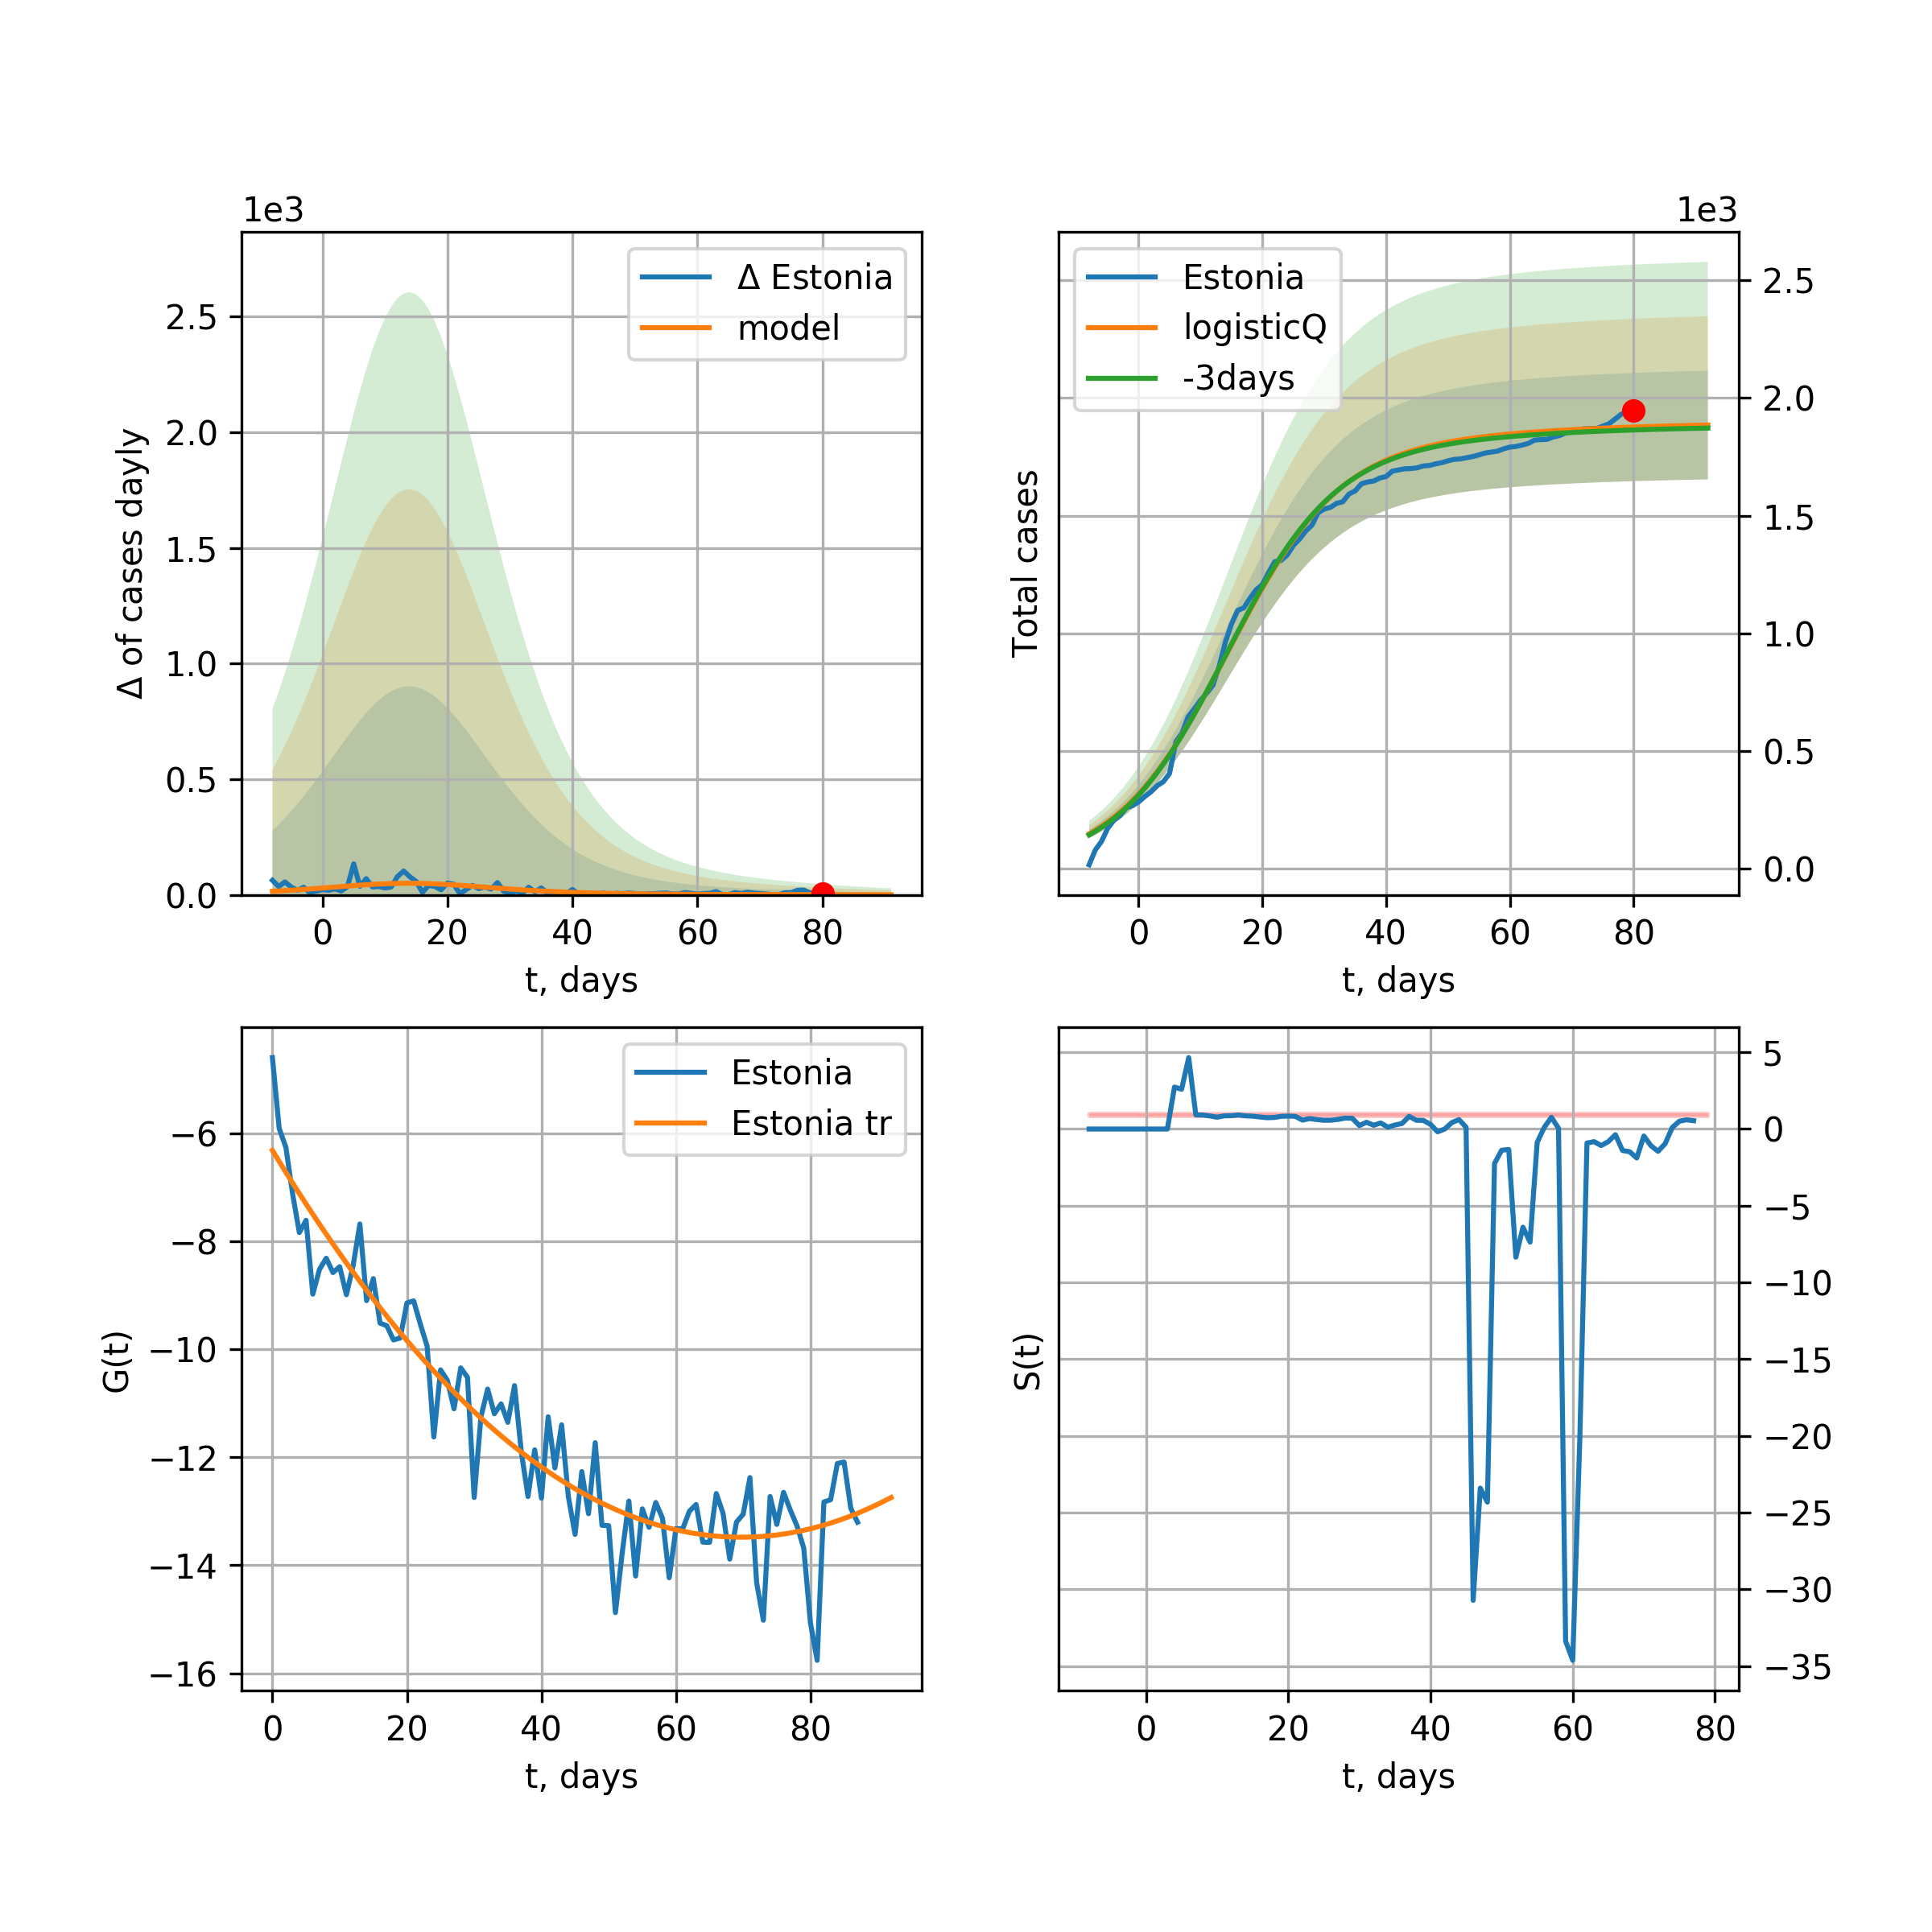 1e3
Δ of cases dayly
2.5
2.0
1.5
1.0
0.5
0.0
0 20 40 60 80
t, days
Δ Estonia
model
1e3
Total cases
2.5
2.0
1.5
1.0
0.5
0.0
0 20 40 60 80
t, days
Estonia
logisticQ
-3days
G(t)
−6
−8
−10
−12
−14
−16
0 20 40 60 80
t, days
Estonia
Estonia tr
S(t)
5
0
−5
−10
−15
−20
−25
−30
−35
0 20 40 60 80
t, days